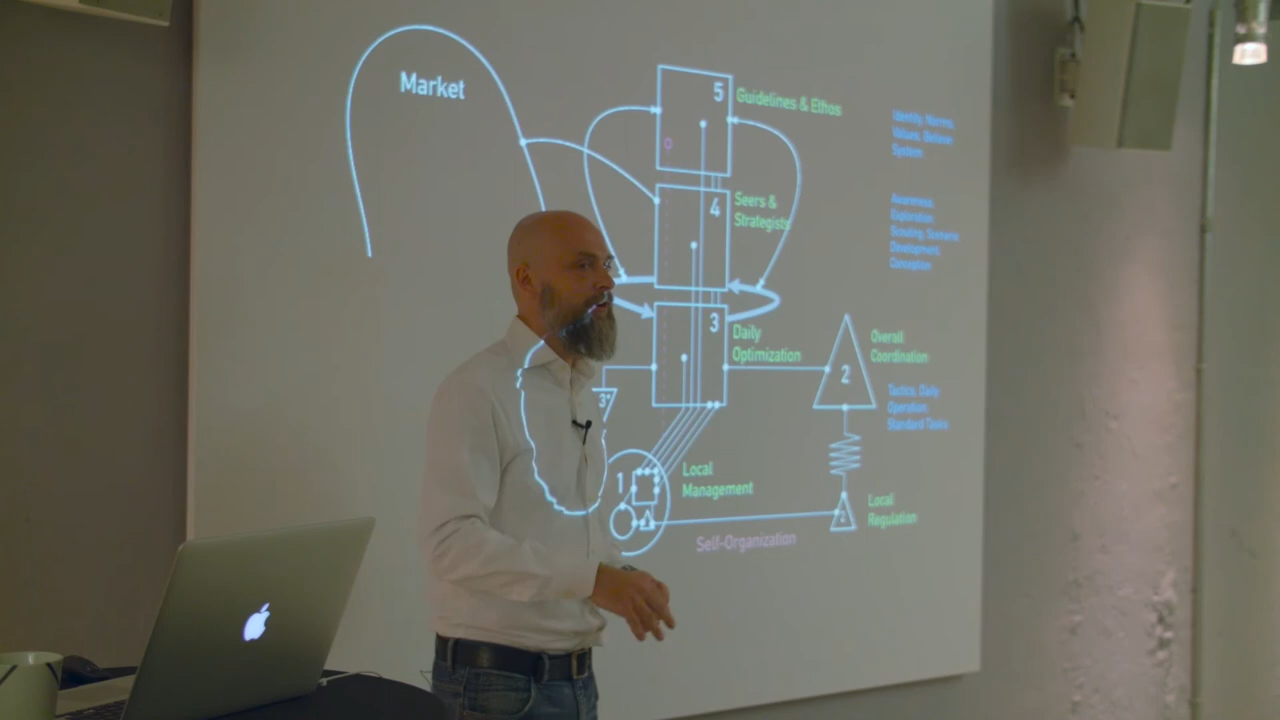 Market
5
Guidelines & Ethos
Identity, Norms
Values, Believe
System
4
Seers &
Strategists
Awareness,
Exploration,
Scouting, Scenario
Development,
Conception
3
Daily
Optimization
2
Overall
Coordination
3*
Tactics, Daily
Operation,
Standard Tasks
1
Local
Management
2
Local
Regulation
Self-Organization